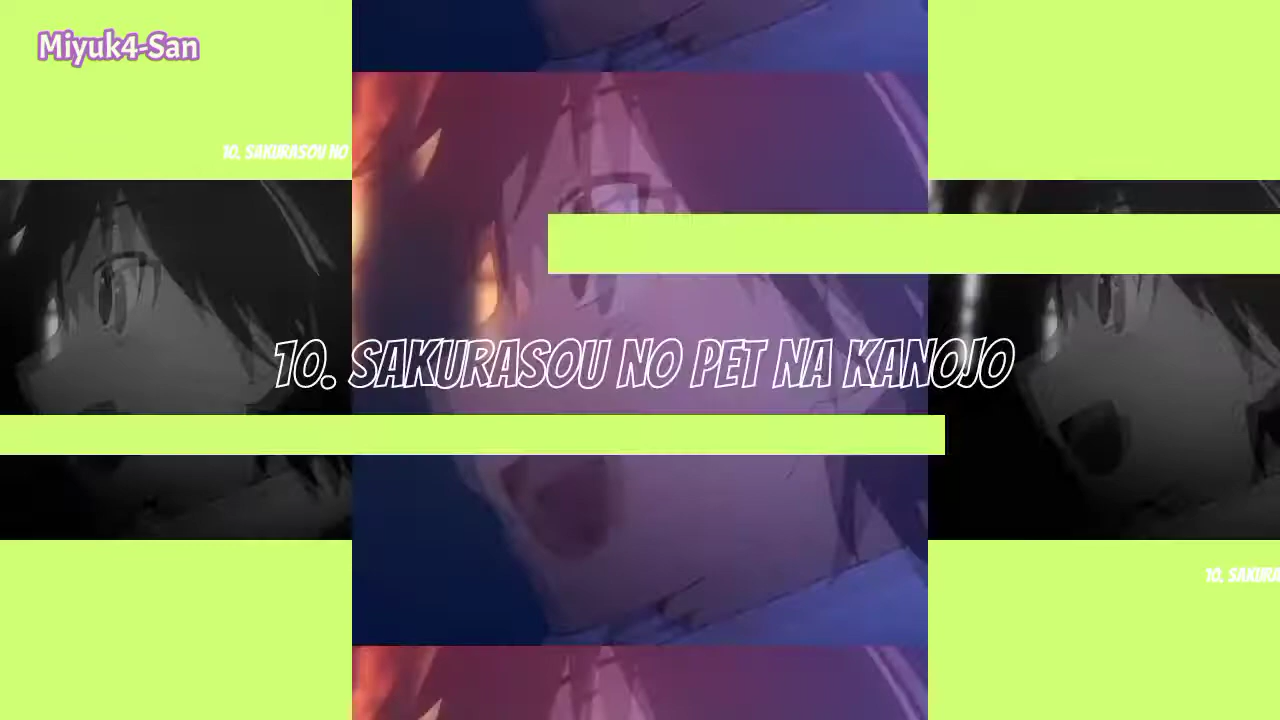 Miyuk4-San
10. SAKURASOU NO
10. SAKURASOU NO PET NA KANOJO
10. SAKURA